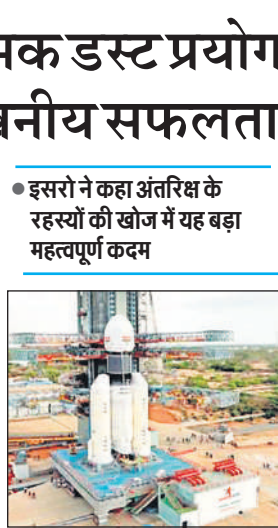 डस्ट प्रयोग
सफलता
• इसरो ने कहा अंतरिक्ष के
रहस्यों की खोज में यह बड़ा
महत्वपूर्ण कदम